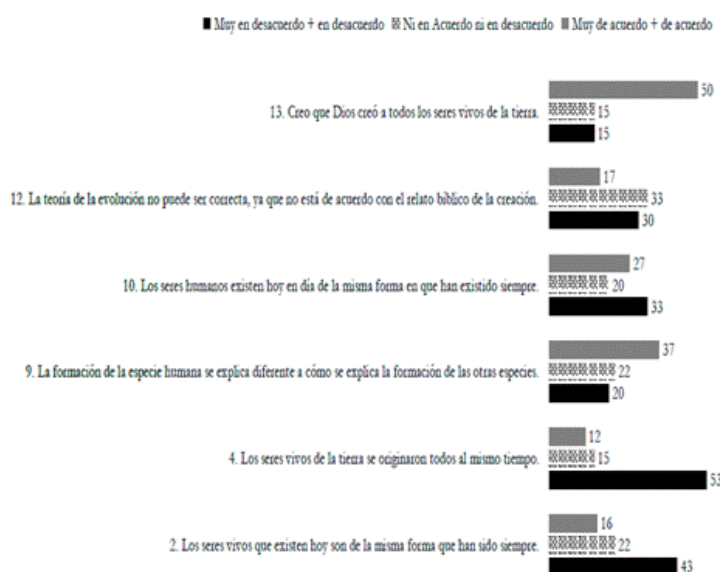 Muy en desacuerdo + en desacuerdo Ni en Acuerdo ni en desacuerdo Muy de acuerdo + de acuerdo
50
13. Creo que Dios creó a todos los seres vivos de la tierra.
15
15
17
12. La teoría de la evolución no puede ser correcta, ya que no está de acuerdo con el relato bíblico de la creación.
33
30
27
10. Los seres humanos existen hoy en día de la misma forma en que han existido siempre.
20
33
37
9. La formación de la especie humana se explica diferente a cómo se explica la formación de las otras especies.
22
20
12
4. Los seres vivos de la tierra se originaron todos al mismo tiempo.
15
53
16
2. Los seres vivos que existen hoy son de la misma forma que han sido siempre.
22
43